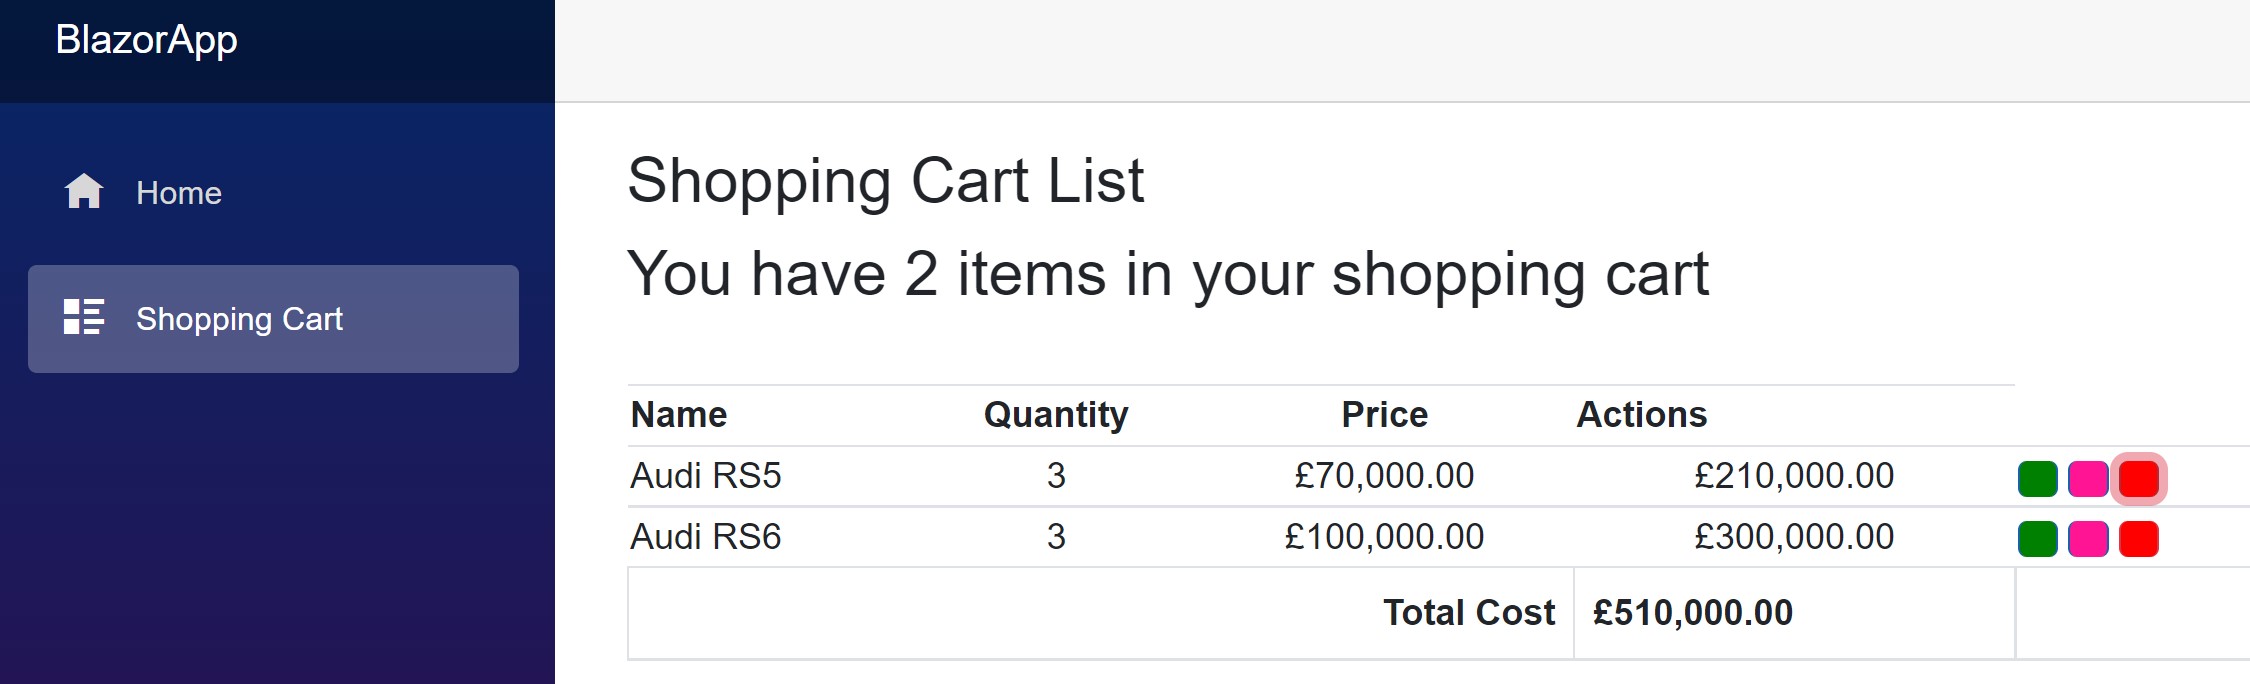 BlazorApp
Home
Shopping Cart
Shopping Cart List
You have 2 items in your shopping cart
Name Quantity Price Actions
Audi RS5 3 £70,000.00 £210,000.00
Audi RS6 3 £100,000.00 £300,000.00
Total Cost £510,000.00